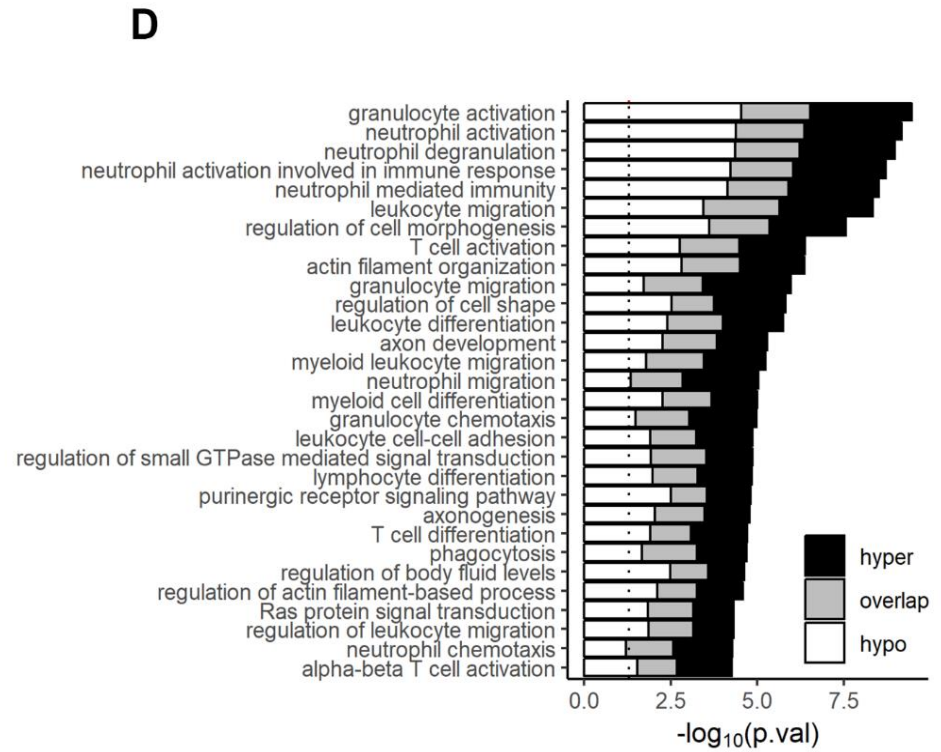 D
granulocyte activation
neutrophil activation
neutrophil degranulation
neutrophil activation involved in immune response
neutrophil mediated immunity
leukocyte migration
regulation of cell morphogenesis
T cell activation
actin filament organization
granulocyte migration
regulation of cell shape
leukocyte differentiation
axon development
myeloid leukocyte migration
neutrophil migration
myeloid cell differentiation
granulocyte chemotaxis
leukocyte cell-cell adhesion
regulation of small GTPase mediated signal transduction
lymphocyte differentiation
purinergic receptor signaling pathway
axonogenesis
T cell differentiation
phagocytosis
regulation of body fluid levels
regulation of actin filament-based process
Ras protein signal transduction
regulation of leukocyte migration
neutrophil chemotaxis
alpha-beta T cell activation
hyper
overlap
hypo
0.0 2.5 5.0 7.5
-log10(p.val)